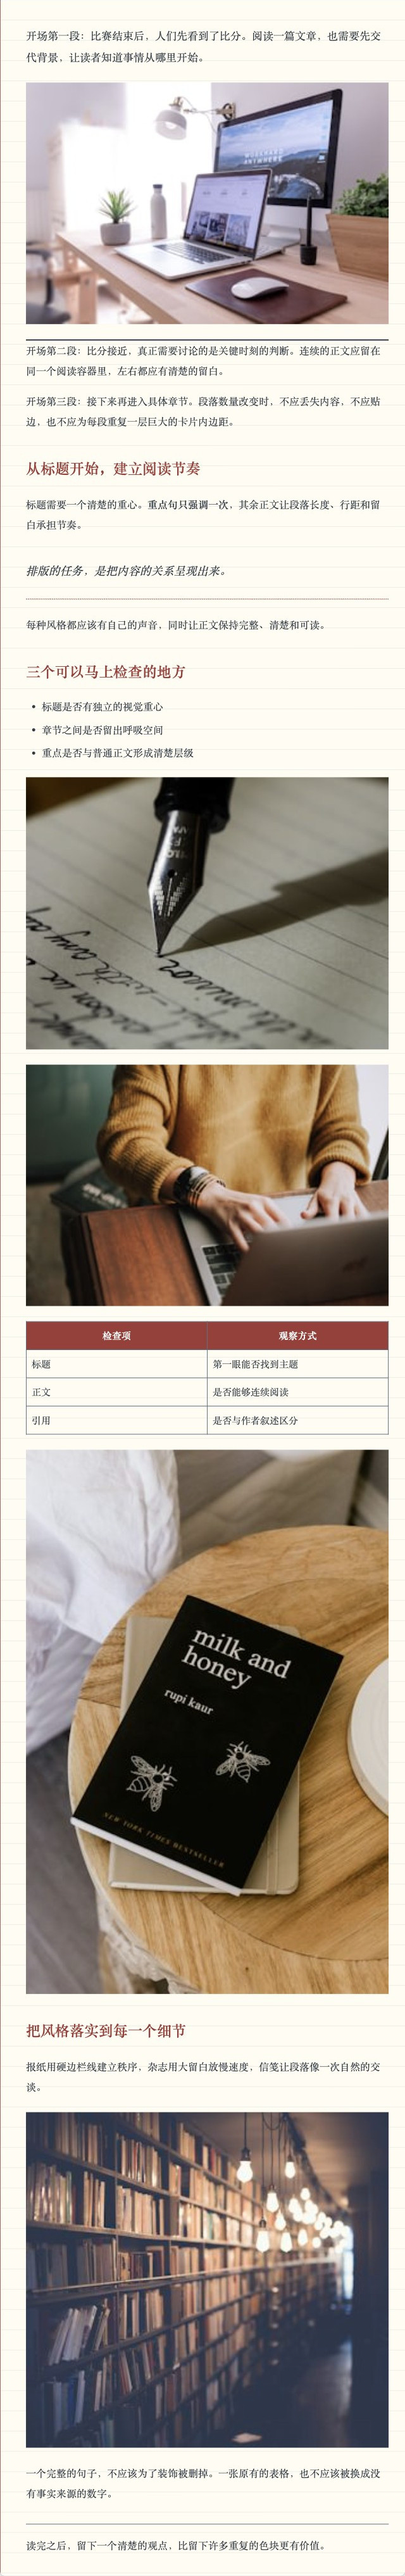 开场第一段：比赛结束后，人们先看到了比分。阅读一篇文章，也需要先交
代背景，让读者知道事情从哪里开始。
开场第二段：比分接近，真正需要讨论的是关键时刻的判断。连续的正文应留在
同一个阅读容器里，左右都应有清楚的留白。
开场第三段：接下来再进入具体章节。段落数量改变时，不应丢失内容，不应贴
边，也不应为每段重复一层巨大的卡片内边距。
从标题开始，建立阅读节奏
标题需要一个清楚的重心。重点句只强调一次，其余正文让段落长度、行距和留
白承担节奏。
排版的任务，是把内容的关系呈现出来。
每种风格都应该有自己的声音，同时让正文保持完整、清楚和可读。
三个可以马上检查的地方
• 标题是否有独立的视觉重心
• 章节之间是否留出呼吸空间
• 重点是否与普通正文形成清楚层级
检查项 观察方式
标题 第一眼能否找到主题
正文 是否能够连续阅读
引用 是否与作者叙述区分
milk and
honey
rupi kaur
NEW YORK TIMES BESTSELLER
把风格落实到每一个细节
报纸用硬边栏线建立秩序，杂志用大留白放慢速度，信笺让段落像一次自然的交
谈。
一个完整的句子，不应该为了装饰被删掉。一张原有的表格，也不应该被换成没
有事实来源的数字。
读完之后，留下一个清楚的观点，比留下许多重复的色块更有价值。